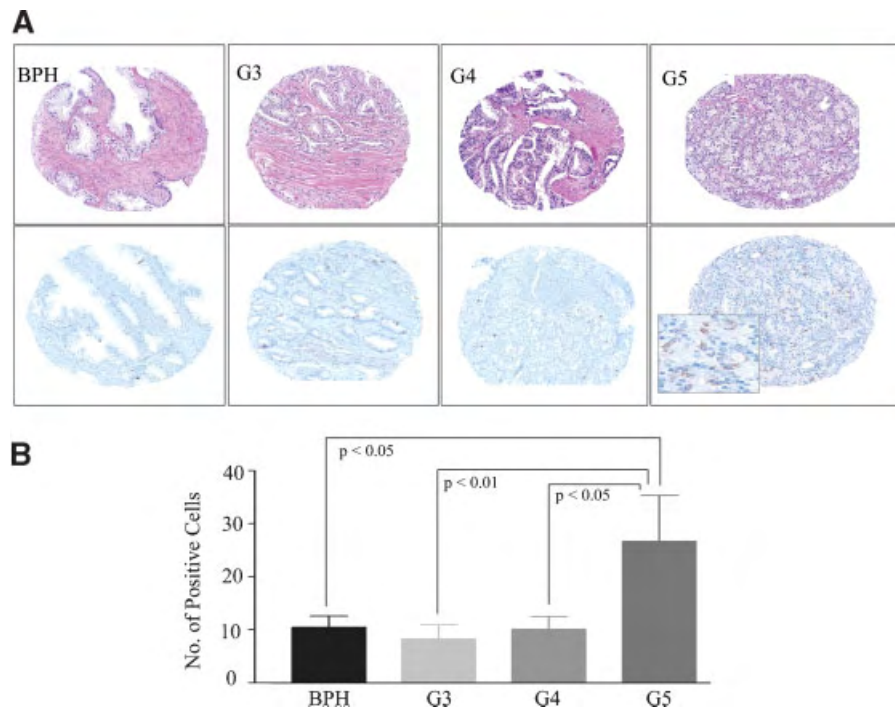 A
BPH
G3
G4
G5
B
p < 0.05
p < 0.01
p < 0.05
No. of Positive Cells
40
30
20
10
0
BPH
G3
G4
G5